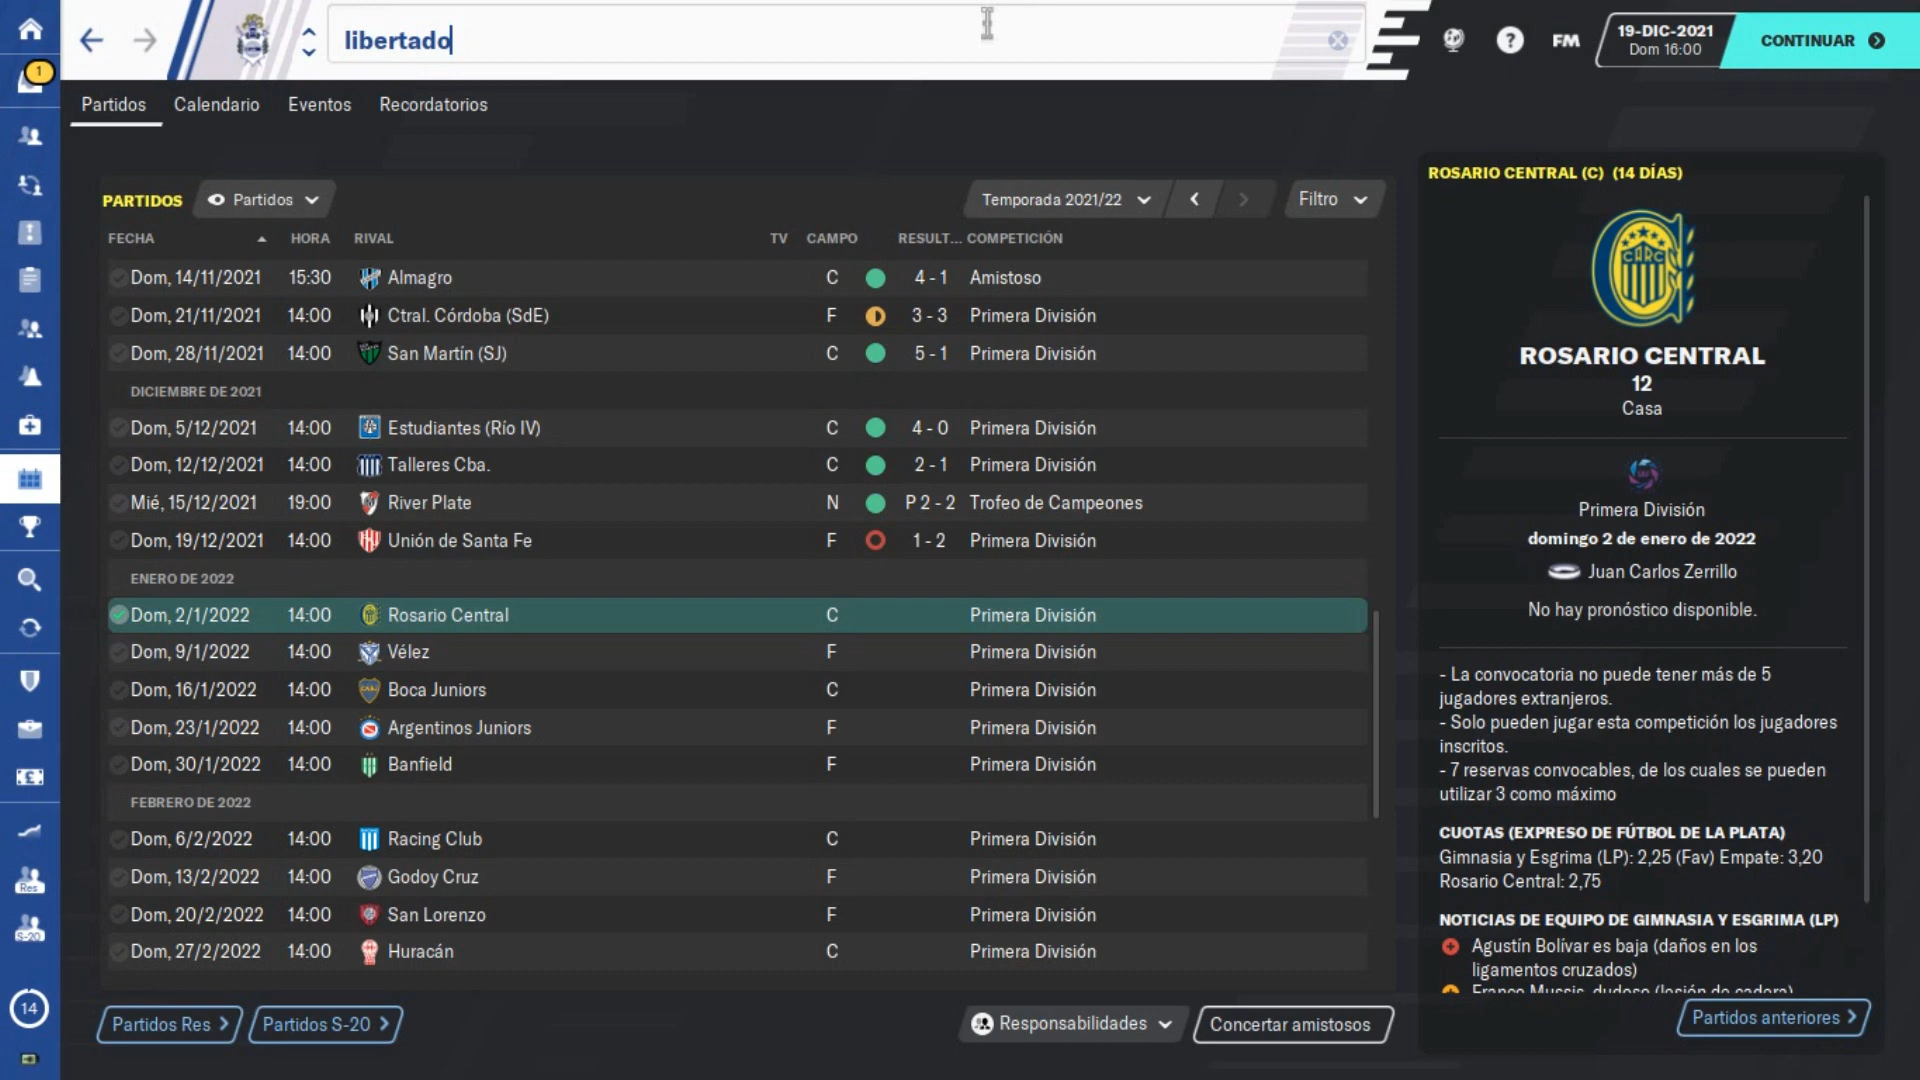 libertado
FM
19-DIC-2021
Dom 16:00
CONTINUAR
1
Partidos Calendario Eventos Recordatorios
PARTIDOS Partidos Temporada 2021/22 Filtro
FECHA HORA RIVAL TV CAMPO RESULT... COMPETICIÓN
Dom, 14/11/2021 15:30 Almagro C 4 - 1 Amistoso
Dom, 21/11/2021 14:00 Ctral. Córdoba (SdE) F 3 - 3 Primera División
Dom, 28/11/2021 14:00 San Martín (SJ) C 5 - 1 Primera División
DICIEMBRE DE 2021
Dom, 5/12/2021 14:00 Estudiantes (Río IV) C 4 - 0 Primera División
Dom, 12/12/2021 14:00 Talleres Cba. C 2 - 1 Primera División
Mié, 15/12/2021 19:00 River Plate N P 2 - 2 Trofeo de Campeones
Dom, 19/12/2021 14:00 Unión de Santa Fe F 1 - 2 Primera División
ENERO DE 2022
Dom, 2/1/2022 14:00 Rosario Central C Primera División
Dom, 9/1/2022 14:00 Vélez F Primera División
Dom, 16/1/2022 14:00 Boca Juniors C Primera División
Dom, 23/1/2022 14:00 Argentinos Juniors F Primera División
Dom, 30/1/2022 14:00 Banfield F Primera División
FEBRERO DE 2022
Dom, 6/2/2022 14:00 Racing Club C Primera División
Dom, 13/2/2022 14:00 Godoy Cruz F Primera División
Dom, 20/2/2022 14:00 San Lorenzo F Primera División
Dom, 27/2/2022 14:00 Huracán C Primera División
Partidos Res Partidos S-20 Responsabilidades Concertar amistosos
ROSARIO CENTRAL (C) (14 DÍAS)
CARC
ROSARIO CENTRAL
12
Casa
Primera División
domingo 2 de enero de 2022
Juan Carlos Zerrillo
No hay pronóstico disponible.
- La convocatoria no puede tener más de 5
jugadores extranjeros.
- Solo pueden jugar esta competición los jugadores
inscritos.
- 7 reservas convocables, de los cuales se pueden
utilizar 3 como máximo
CUOTAS (EXPRESO DE FÚTBOL DE LA PLATA)
Gimnasia y Esgrima (LP): 2,25 (Fav) Empate: 3,20
Rosario Central: 2,75
NOTICIAS DE EQUIPO DE GIMNASIA Y ESGRIMA (LP)
Agustín Bolívar es baja (daños en los
ligamentos cruzados)
Franco Mussis, dudoso (lesión de cadera)
Partidos anteriores
Res
S-20
14